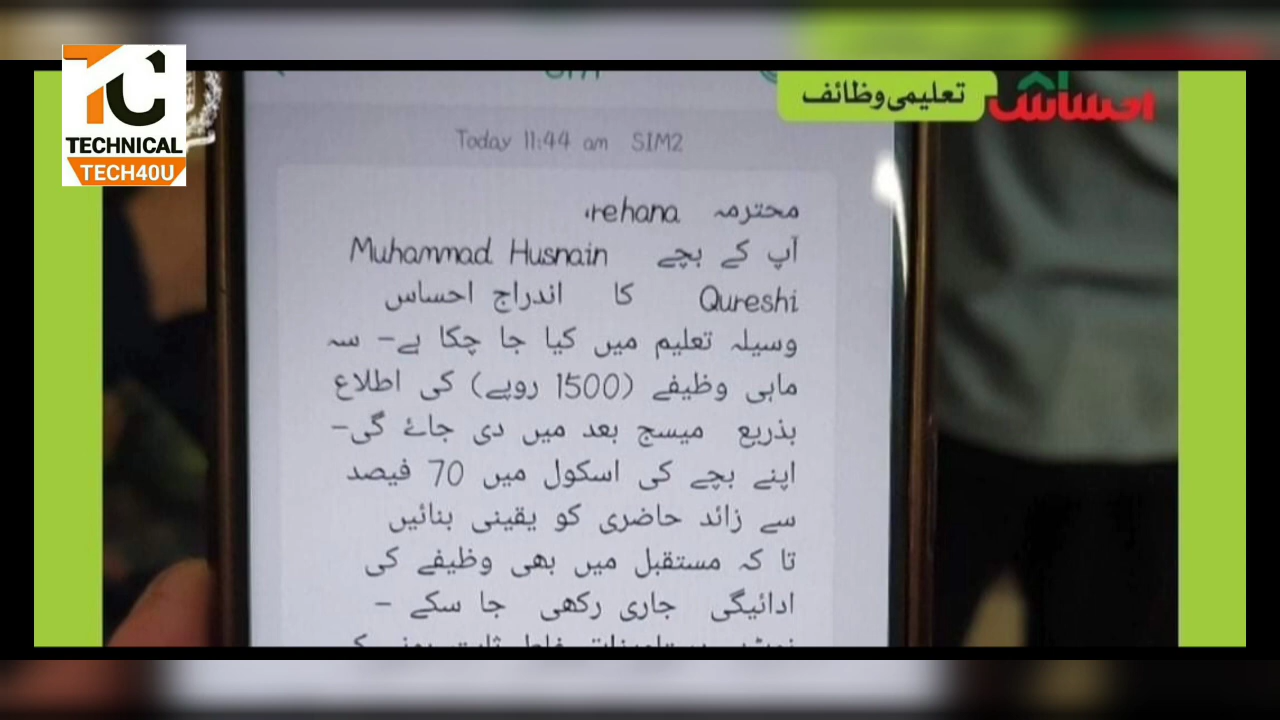 TC
TECHNICAL
TECH40U
احساس
تعلیمی وظائف
Today 11:44 am SIM2
محترمہ rehana،
آپ کے بچے Muhammad Husnain
Qureshi کا اندراج احساس
وسیلہ تعلیم میں کیا جا چکا ہے- سہ
ماہی وظیفے (1500 روپے) کی اطلاع
بذریع میسج بعد میں دی جاۓ گی-
اپنے بچے کی اسکول میں 70 فیصد
سے زائد حاضری کو یقینی بنائیں
تا کہ مستقبل میں بھی وظیفے کی
ادائیگی جاری رکھی جا سکے -